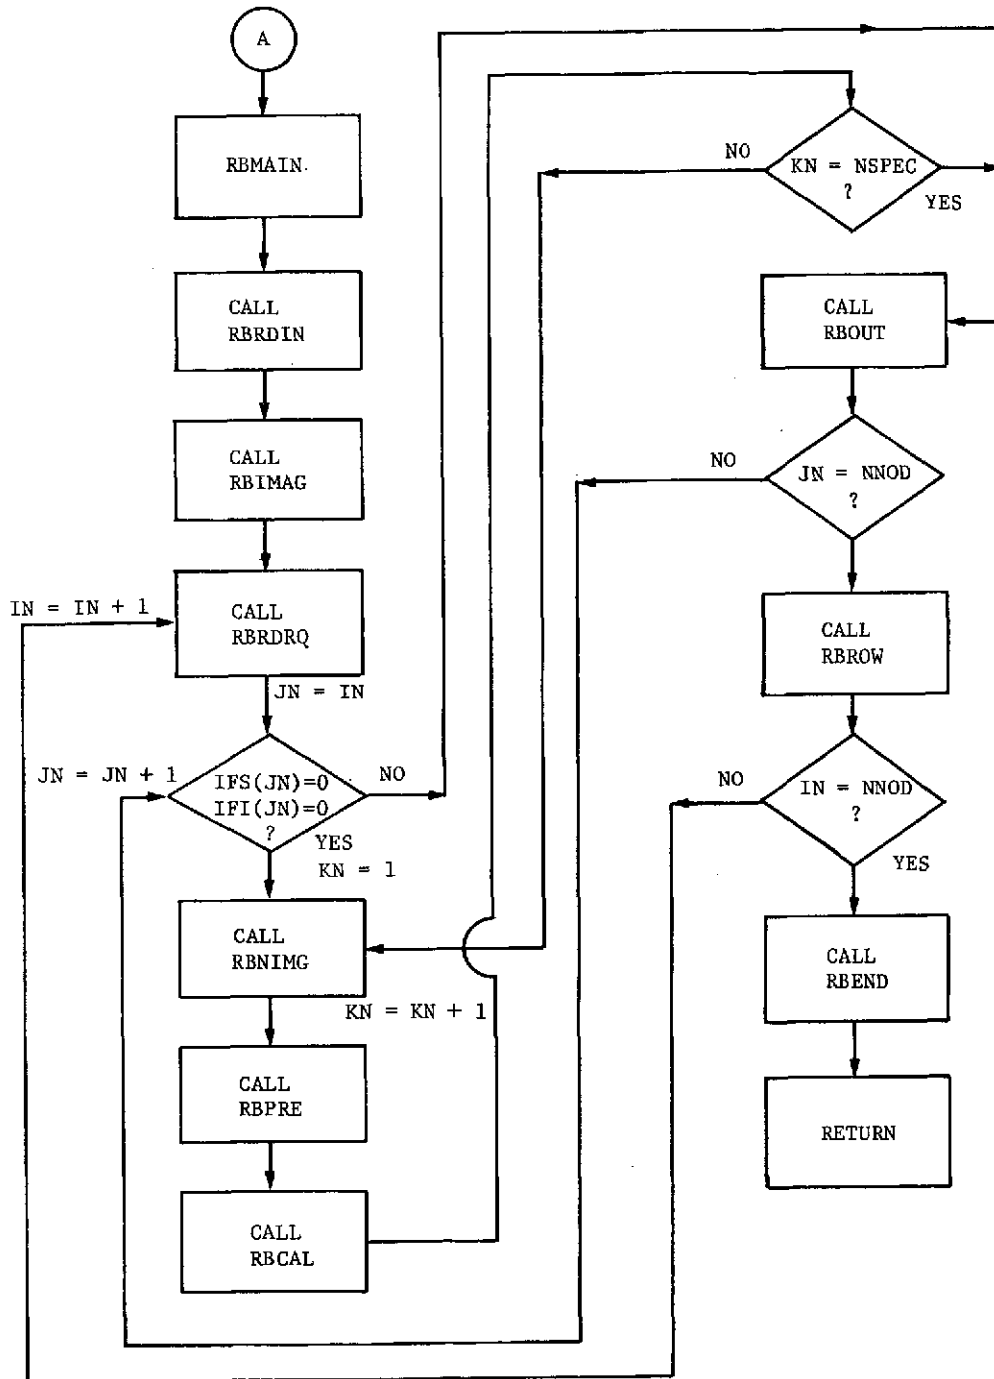 A
RBMAIN.
CALL
RBRDIN
CALL
RBIMAG
IN = IN + 1
CALL
RBRDRQ
JN = IN
JN = JN + 1
IFS(JN)=0
IFI(JN)=0
?
NO
YES
KN = 1
CALL
RBNIMG
KN = KN + 1
CALL
RBPRE
CALL
RBCAL
NO
KN = NSPEC
?
YES
CALL
RBOUT
NO
JN = NNOD
?
CALL
RBROW
NO
IN = NNOD
?
YES
CALL
RBEND
RETURN